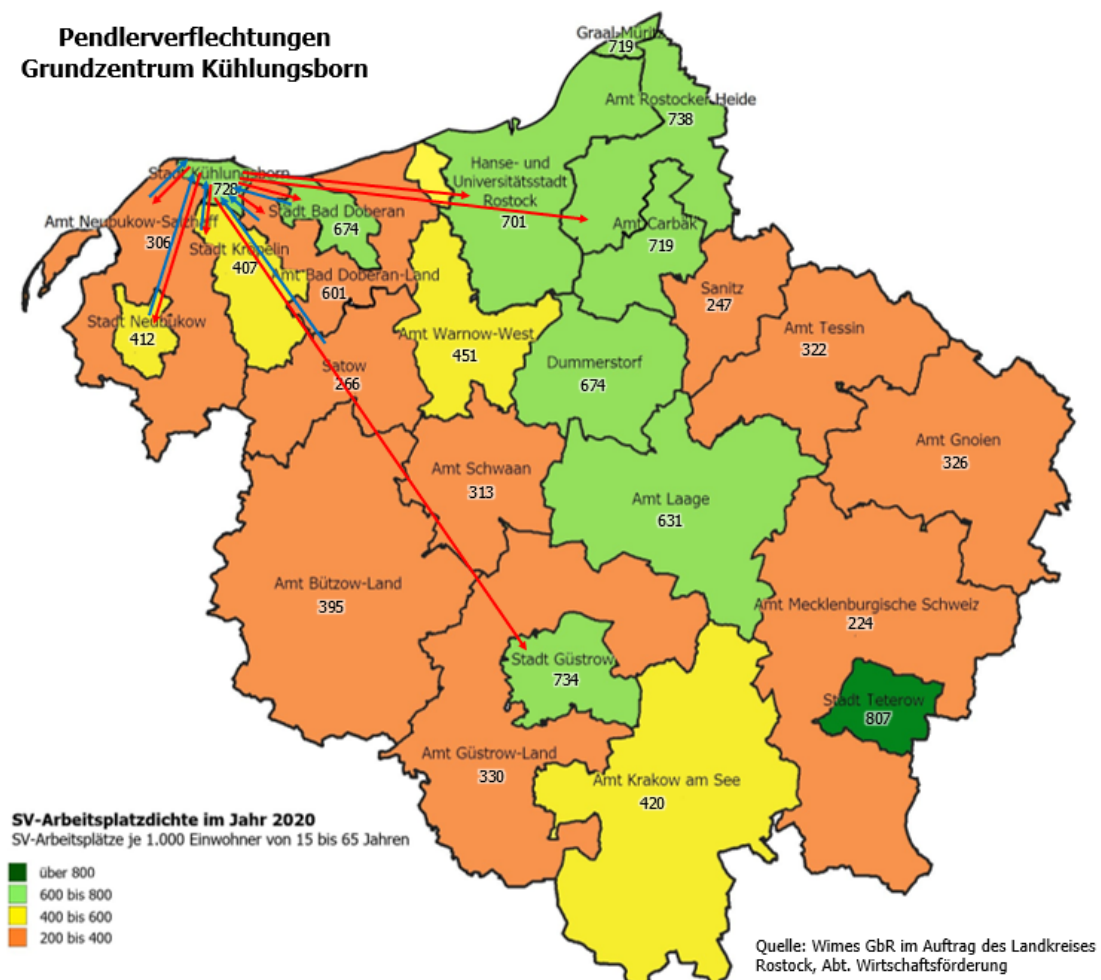 Pendlerverflechtungen
Grundzentrum Kühlungsborn
Graal-Müritz
719
Amt Rostocker Heide
738
Hanse- und
Universitätsstadt
Rostock
701
Stadt Kühlungsborn
728
Stadt Bad Doberan
674
Amt Carbäk
719
Amt Neubukow-Salzhaff
306
Stadt Kröpelin
407
Amt Bad Doberan-Land
601
Sanitz
247
Stadt Neubukow
412
Amt Warnow-West
451
Amt Tessin
322
Satow
266
Dummerstorf
674
Amt Gnoien
326
Amt Schwaan
313
Amt Laage
631
Amt Bützow-Land
395
Amt Mecklenburgische Schweiz
224
Stadt Güstrow
734
Stadt Teterow
807
Amt Güstrow-Land
330
Amt Krakow am See
420
SV-Arbeitsplatzdichte im Jahr 2020
SV-Arbeitsplätze je 1.000 Einwohner von 15 bis 65 Jahren
über 800
600 bis 800
400 bis 600
200 bis 400
Quelle: Wimes GbR im Auftrag des Landkreises
Rostock, Abt. Wirtschaftsförderung